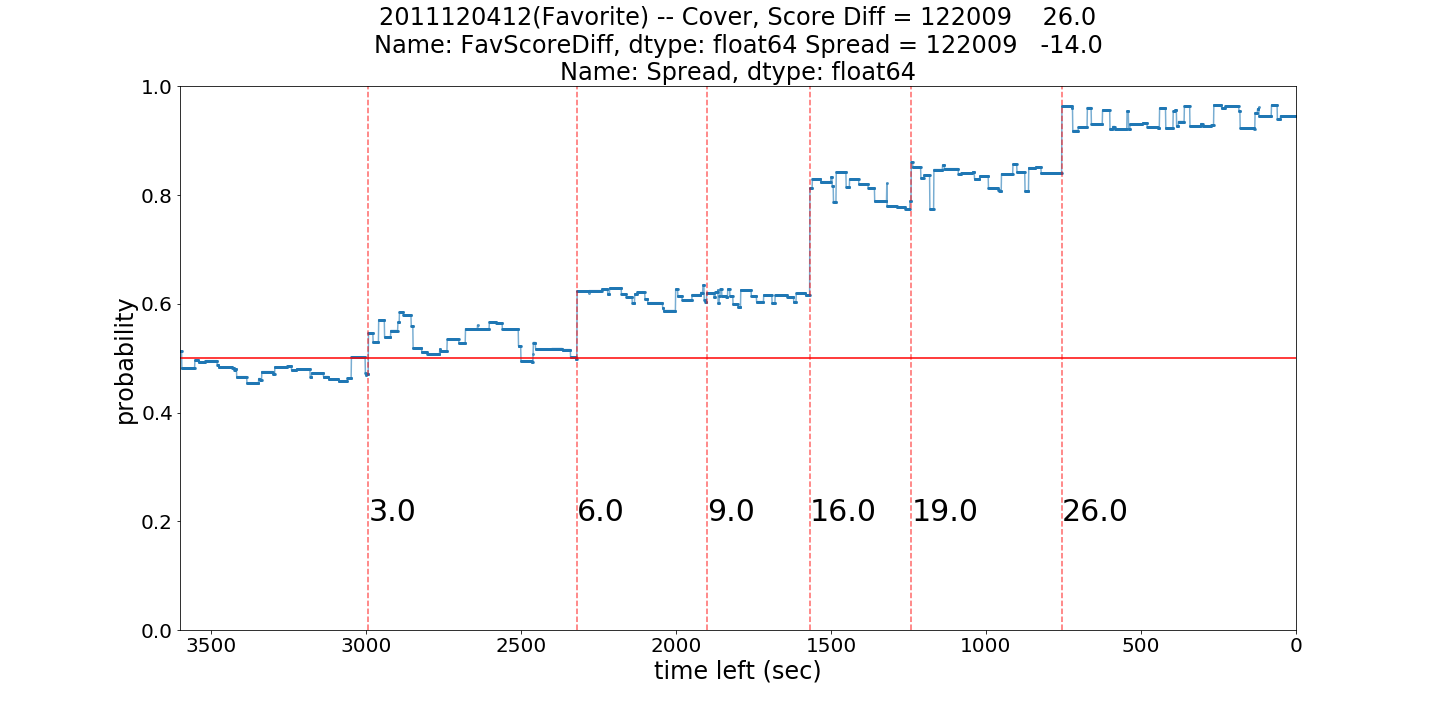 2011120412(Favorite) -- Cover, Score Diff = 122009    26.0
Name: FavScoreDiff, dtype: float64 Spread = 122009   -14.0
Name: Spread, dtype: float64
1.0
0.8
0.6
0.4
0.2
0.0
probability
3.0
6.0
9.0
16.0
19.0
26.0
3500 3000 2500 2000 1500 1000 500 0
time left (sec)